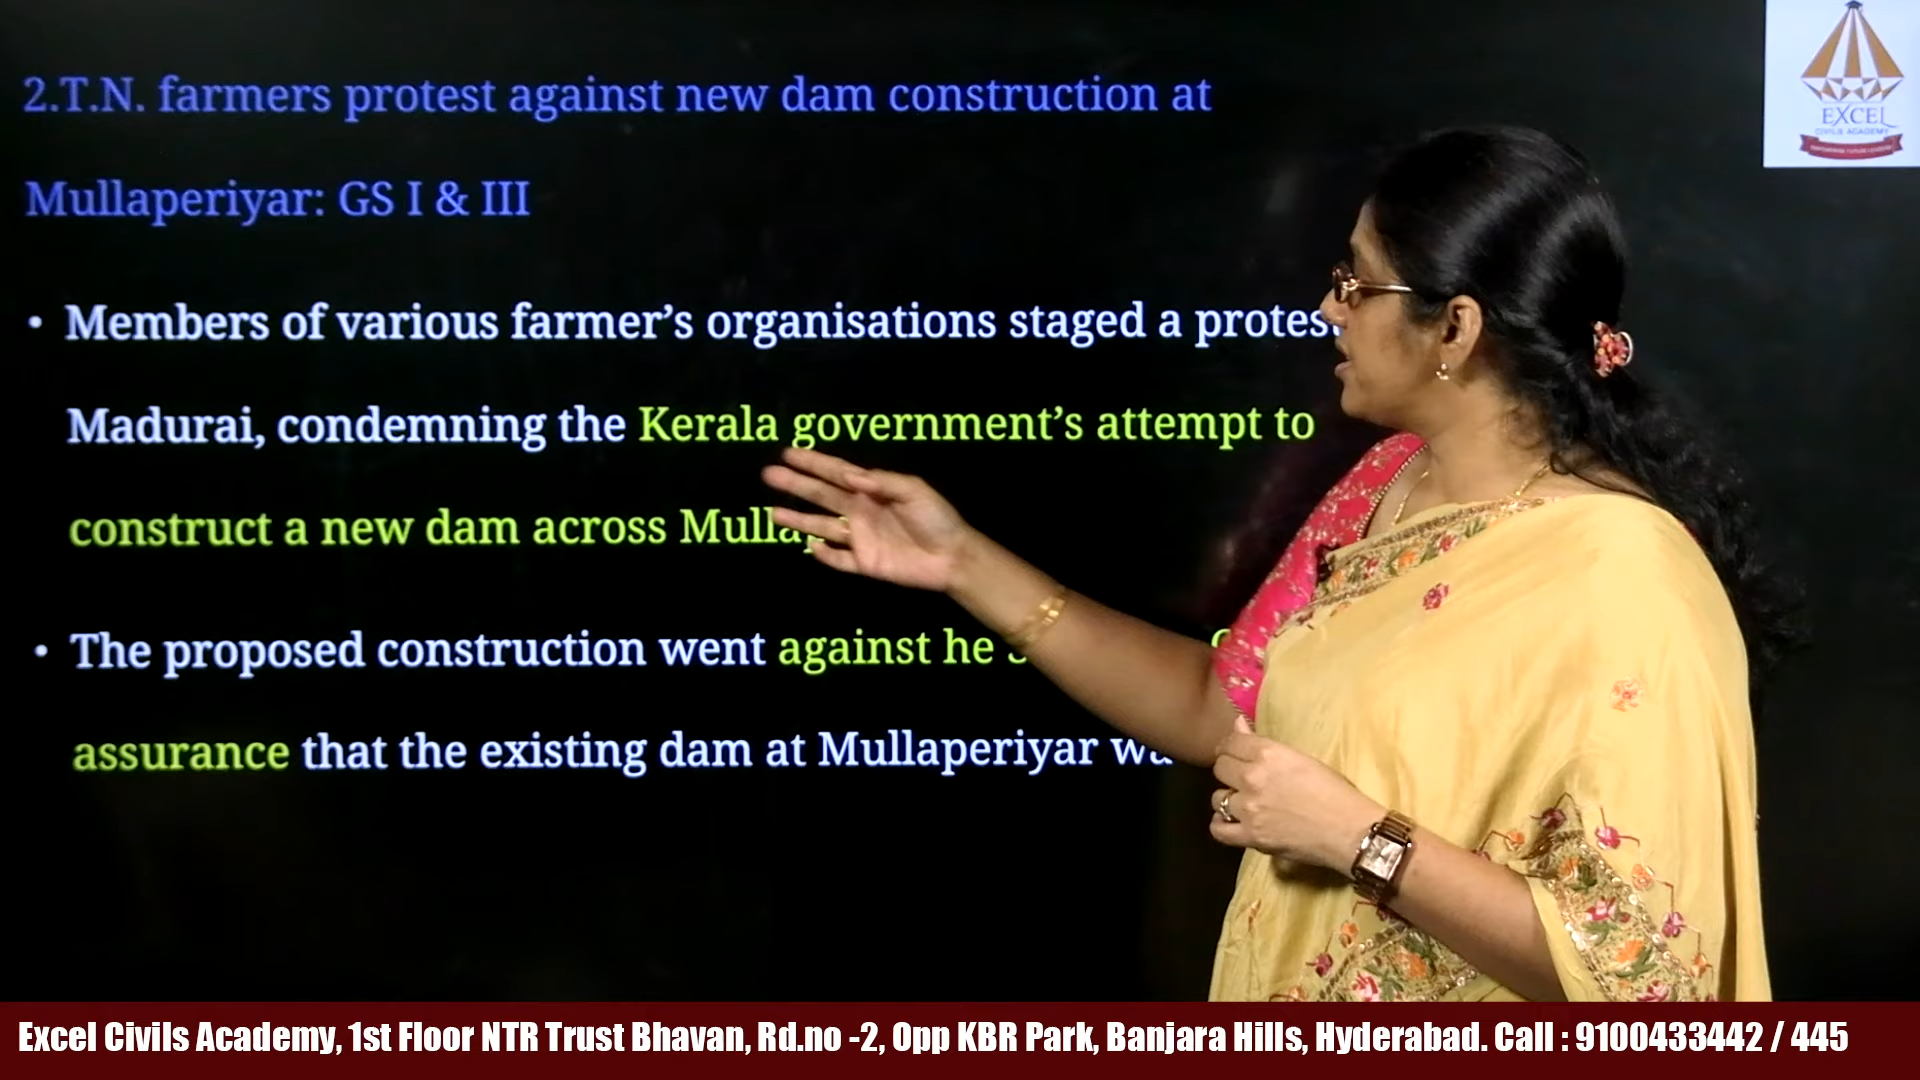 2.T.N. farmers protest against new dam construction at
Mullaperiyar: GS I & III
• Members of various farmer's organisations staged a protest
Madurai, condemning the Kerala government's attempt to
construct a new dam across
• The proposed construction went against he
assurance that the existing dam at Mullaperiyar
EXCEL
CIVILS ACADEMY
Excel Civils Academy, 1st Floor NTR Trust Bhavan, Rd.no -2, Opp KBR Park, Banjara Hills, Hyderabad. Call : 9100433442 / 445